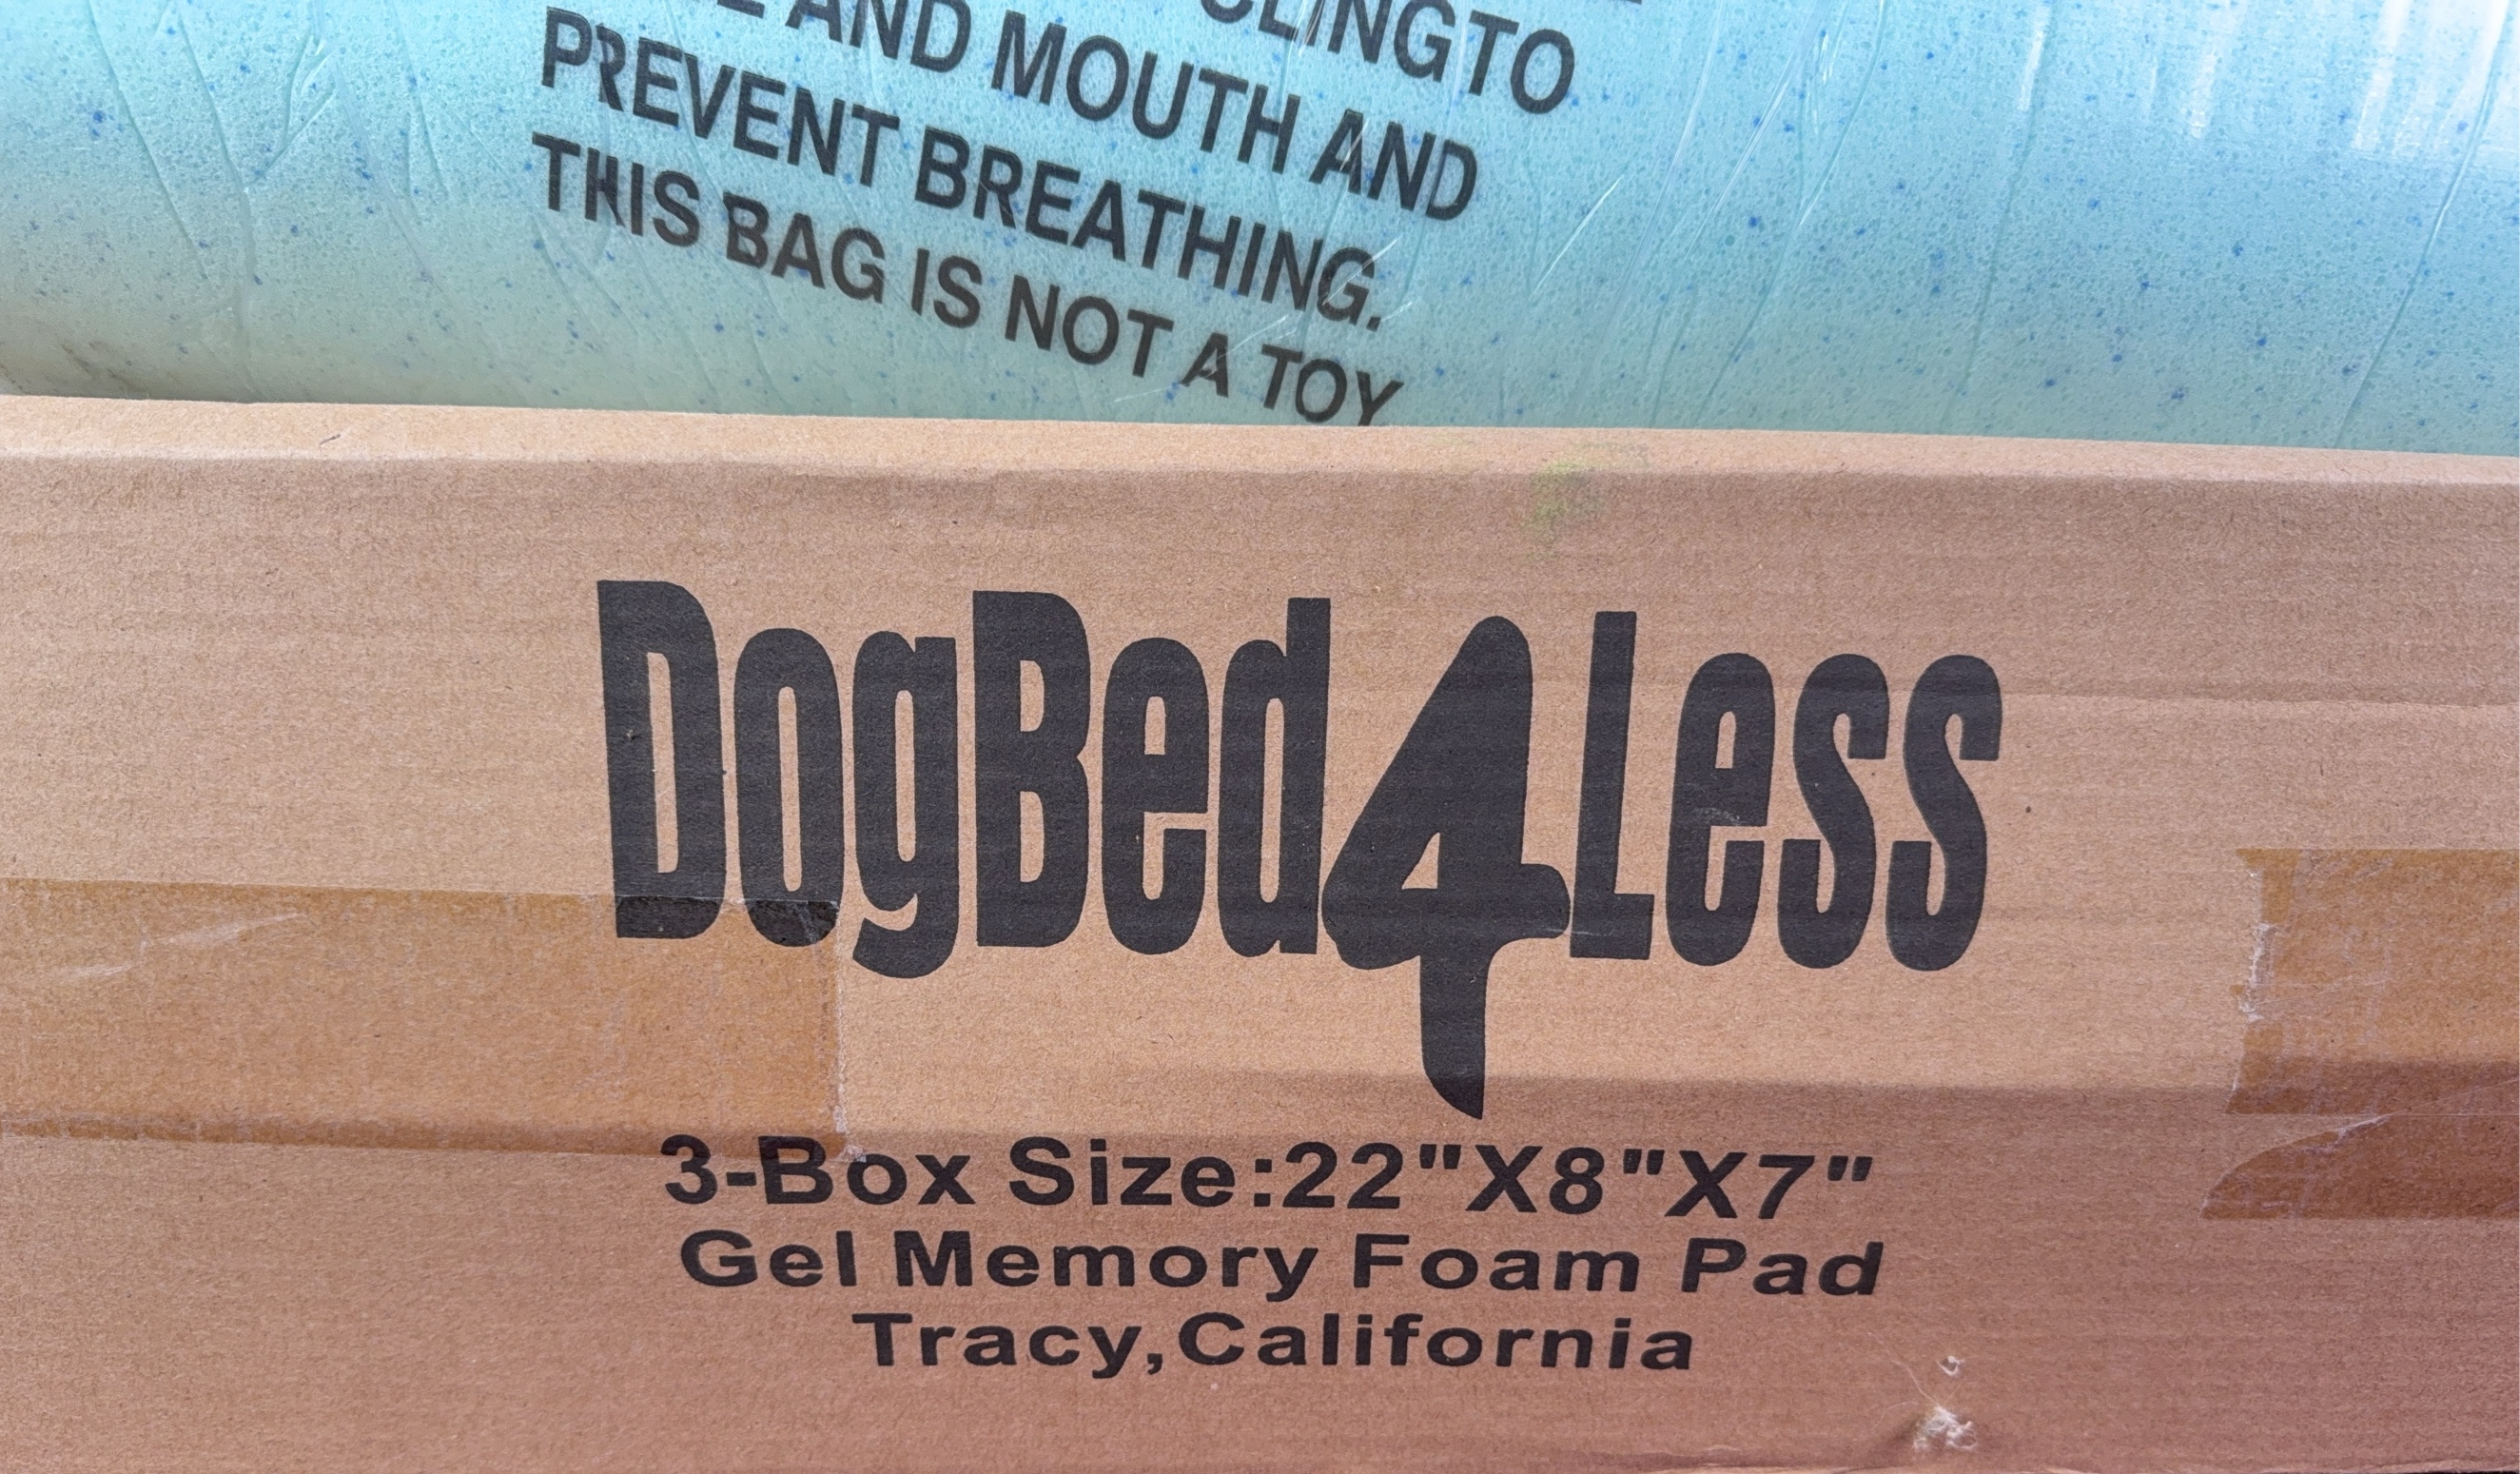 CLINGTO
AND MOUTH AND
PREVENT BREATHING.
THIS BAG IS NOT A TOY
DogBed4Less
3-Box Size:22"X8"X7"
Gel Memory Foam Pad
Tracy,California